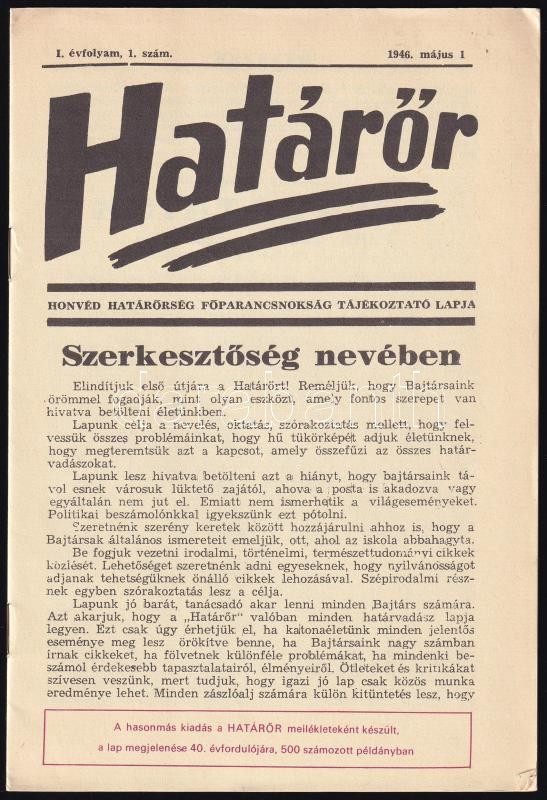 I. évfolyam, 1. szám. 1946. május 1
Határőr
HONVÉD HATÁRŐRSÉG FŐPARANCSNOKSÁG TÁJÉKOZTATÓ LAPJA
Szerkesztőség nevében
Elindítjuk első útjára a Határőrt! Reméljük, hogy Bajtársaink
örömmel fogadják, mint olyan eszközt, amely fontos szerepet van
hivatva betölteni életünkben.
Lapunk célja a nevelés, oktatás, szórakoztatás mellett, hogy fel-
vessük összes problémáinkat, hogy hű tükörképét adjuk életünknek,
hogy megteremtsük azt a kapcsot, amely összefűzi az összes határ-
vadászokat.
Lapunk lesz hivatva betölteni azt a hiányt, hogy bajtársaink tá-
vol esnek városuk lüktető zajától, ahova a posta is akadozva vagy
egyáltalán nem jut el. Emiatt nem ismerhetik a világeseményeket.
Politikai beszámolónkkal igyekszünk ezt pótolni.
Szeretnénk szerény keretek között hozzájárulni ahhoz is, hogy a
Bajtársak általános ismereteit emeljük, ott, ahol az iskola abbahagyta.
Be fogjuk vezetni irodalmi, történelmi, természettudományi cikkek
közlését. Lehetőséget szeretnénk adni egyeseknek, hogy nyilvánosságot
adjanak tehetségüknek önálló cikkek lehozásával. Szépirodalmi rész-
nek egyben szórakoztatás lesz a célja.
Lapunk jó barát, tanácsadó akar lenni minden Bajtárs számára.
Azt akarjuk, hogy a „Határőr" valóban minden határvadász lapja
legyen. Ezt csak úgy érhetjük el, ha katonaéletünk minden jelentős
eseménye meg lesz örökítve benne, ha Bajtársaink nagy számban
írnak cikkeket, ha fölvetnek különféle problémákat, ha mindenki be-
számol érdekesebb tapasztalatairól, élményeiről. Ötleteket és kritikákat
szívesen veszünk, mert tudjuk, hogy igazi jó lap csak közös munka
eredménye lehet. Minden zászlóalj számára külön kitüntetés lesz, hogy
A hasonmás kiadás a HATÁRŐR mellékleteként készült,
a lap megjelenése 40. évfordulójára, 500 számozott példányban